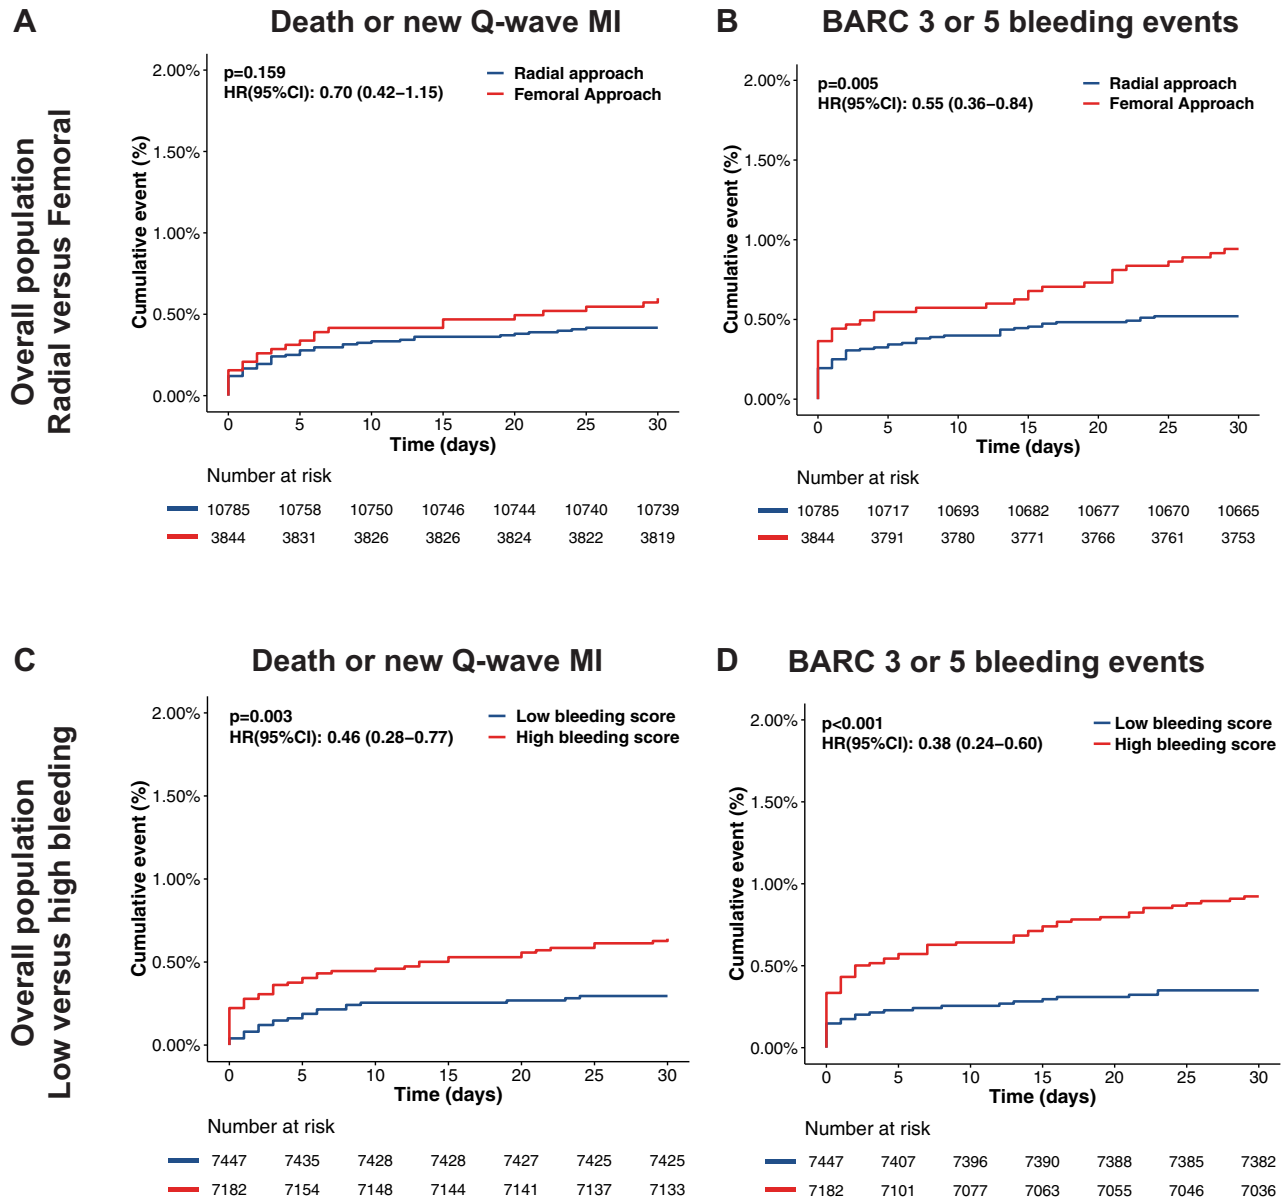 A
Death or new Q-wave MI
Overall population
Radial versus Femoral
Cumulative event (%)
2.00%
1.50%
1.00%
0.50%
0.00%
p=0.159
HR(95%CI): 0.70 (0.42–1.15)
Radial approach
Femoral Approach
0 5 10 15 20 25 30
Time (days)
Number at risk
10785 10758 10750 10746 10744 10740 10739
3844 3831 3826 3826 3824 3822 3819
B
BARC 3 or 5 bleeding events
Cumulative event (%)
2.00%
1.50%
1.00%
0.50%
0.00%
p=0.005
HR(95%CI): 0.55 (0.36–0.84)
Radial approach
Femoral Approach
0 5 10 15 20 25 30
Time (days)
Number at risk
10785 10717 10693 10682 10677 10670 10665
3844 3791 3780 3771 3766 3761 3753
C
Death or new Q-wave MI
Overall population
Low versus high bleeding
Cumulative event (%)
2.00%
1.50%
1.00%
0.50%
0.00%
p=0.003
HR(95%CI): 0.46 (0.28–0.77)
Low bleeding score
High bleeding score
0 5 10 15 20 25 30
Time (days)
Number at risk
7447 7435 7428 7428 7427 7425 7425
7182 7154 7148 7144 7141 7137 7133
D
BARC 3 or 5 bleeding events
Cumulative event (%)
2.00%
1.50%
1.00%
0.50%
0.00%
p<0.001
HR(95%CI): 0.38 (0.24–0.60)
Low bleeding score
High bleeding score
0 5 10 15 20 25 30
Time (days)
Number at risk
7447 7407 7396 7390 7388 7385 7382
7182 7101 7077 7063 7055 7046 7036